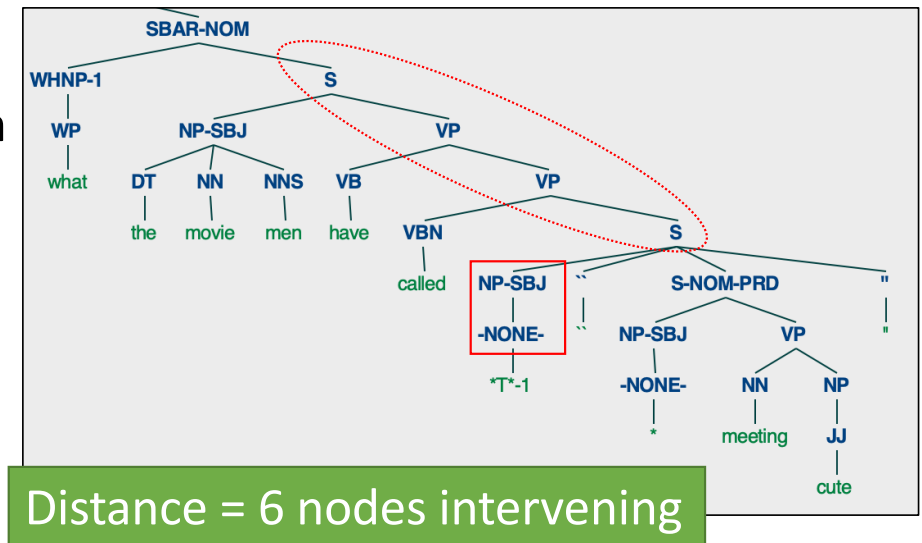 SBAR-NOM
WHNP-1 S
n
WP NP-SBJ VP
what DT NN NNS VB VP
the movie men have VBN S
called NP-SBJ `` S-NOM-PRD "
-NONE- `` NP-SBJ VP "
*T*-1 -NONE- NN NP
* meeting JJ
cute
Distance = 6 nodes intervening